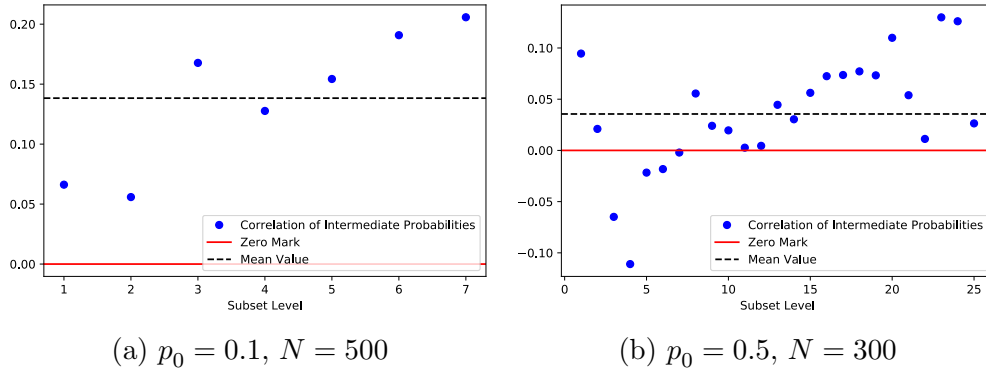 0.20
0.15
0.10
0.05
0.00
1 2 3 4 5 6 7
Subset Level
Correlation of Intermediate Probabilities
Zero Mark
Mean Value
(a) p₀ = 0.1, N = 500
0.10
0.05
0.00
−0.05
−0.10
0 5 10 15 20 25
Subset Level
Correlation of Intermediate Probabilities
Zero Mark
Mean Value
(b) p₀ = 0.5, N = 300